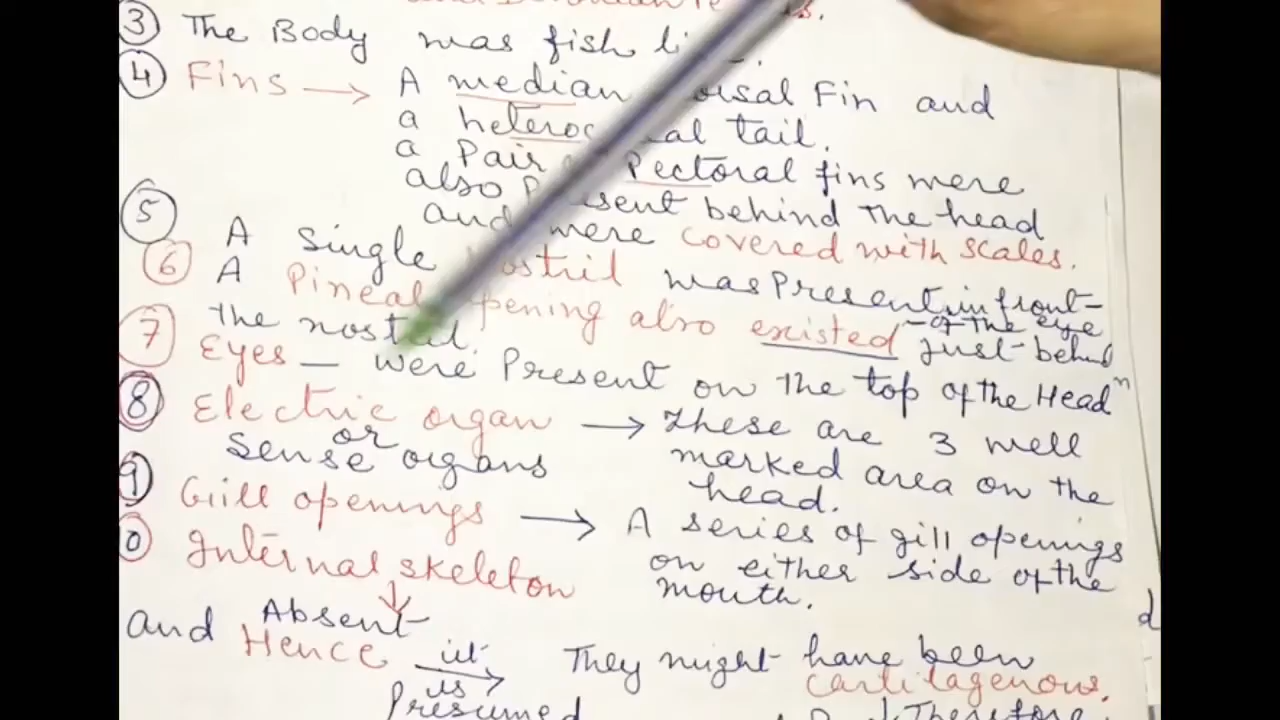 ③ The Body was fish
④ Fins → A median Fin and
a tail.
a Pair Pectoral fins were
also behind the head
and were covered with scales.
⑤ A Single was Present in front
of the eye
⑥ A Pineal also existed just behind
the
⑦ Eyes — were Present on the top of the Head"
⑧ Electric organ → These are 3 well
or marked area on the
Sense organs head.
9 Gill openings → A series of gill openings
on either side of the
mouth.
0 Internal skeleton
↓
Absent
and Hence it is Presumed → They might have been
cartilagenous.
Therefore